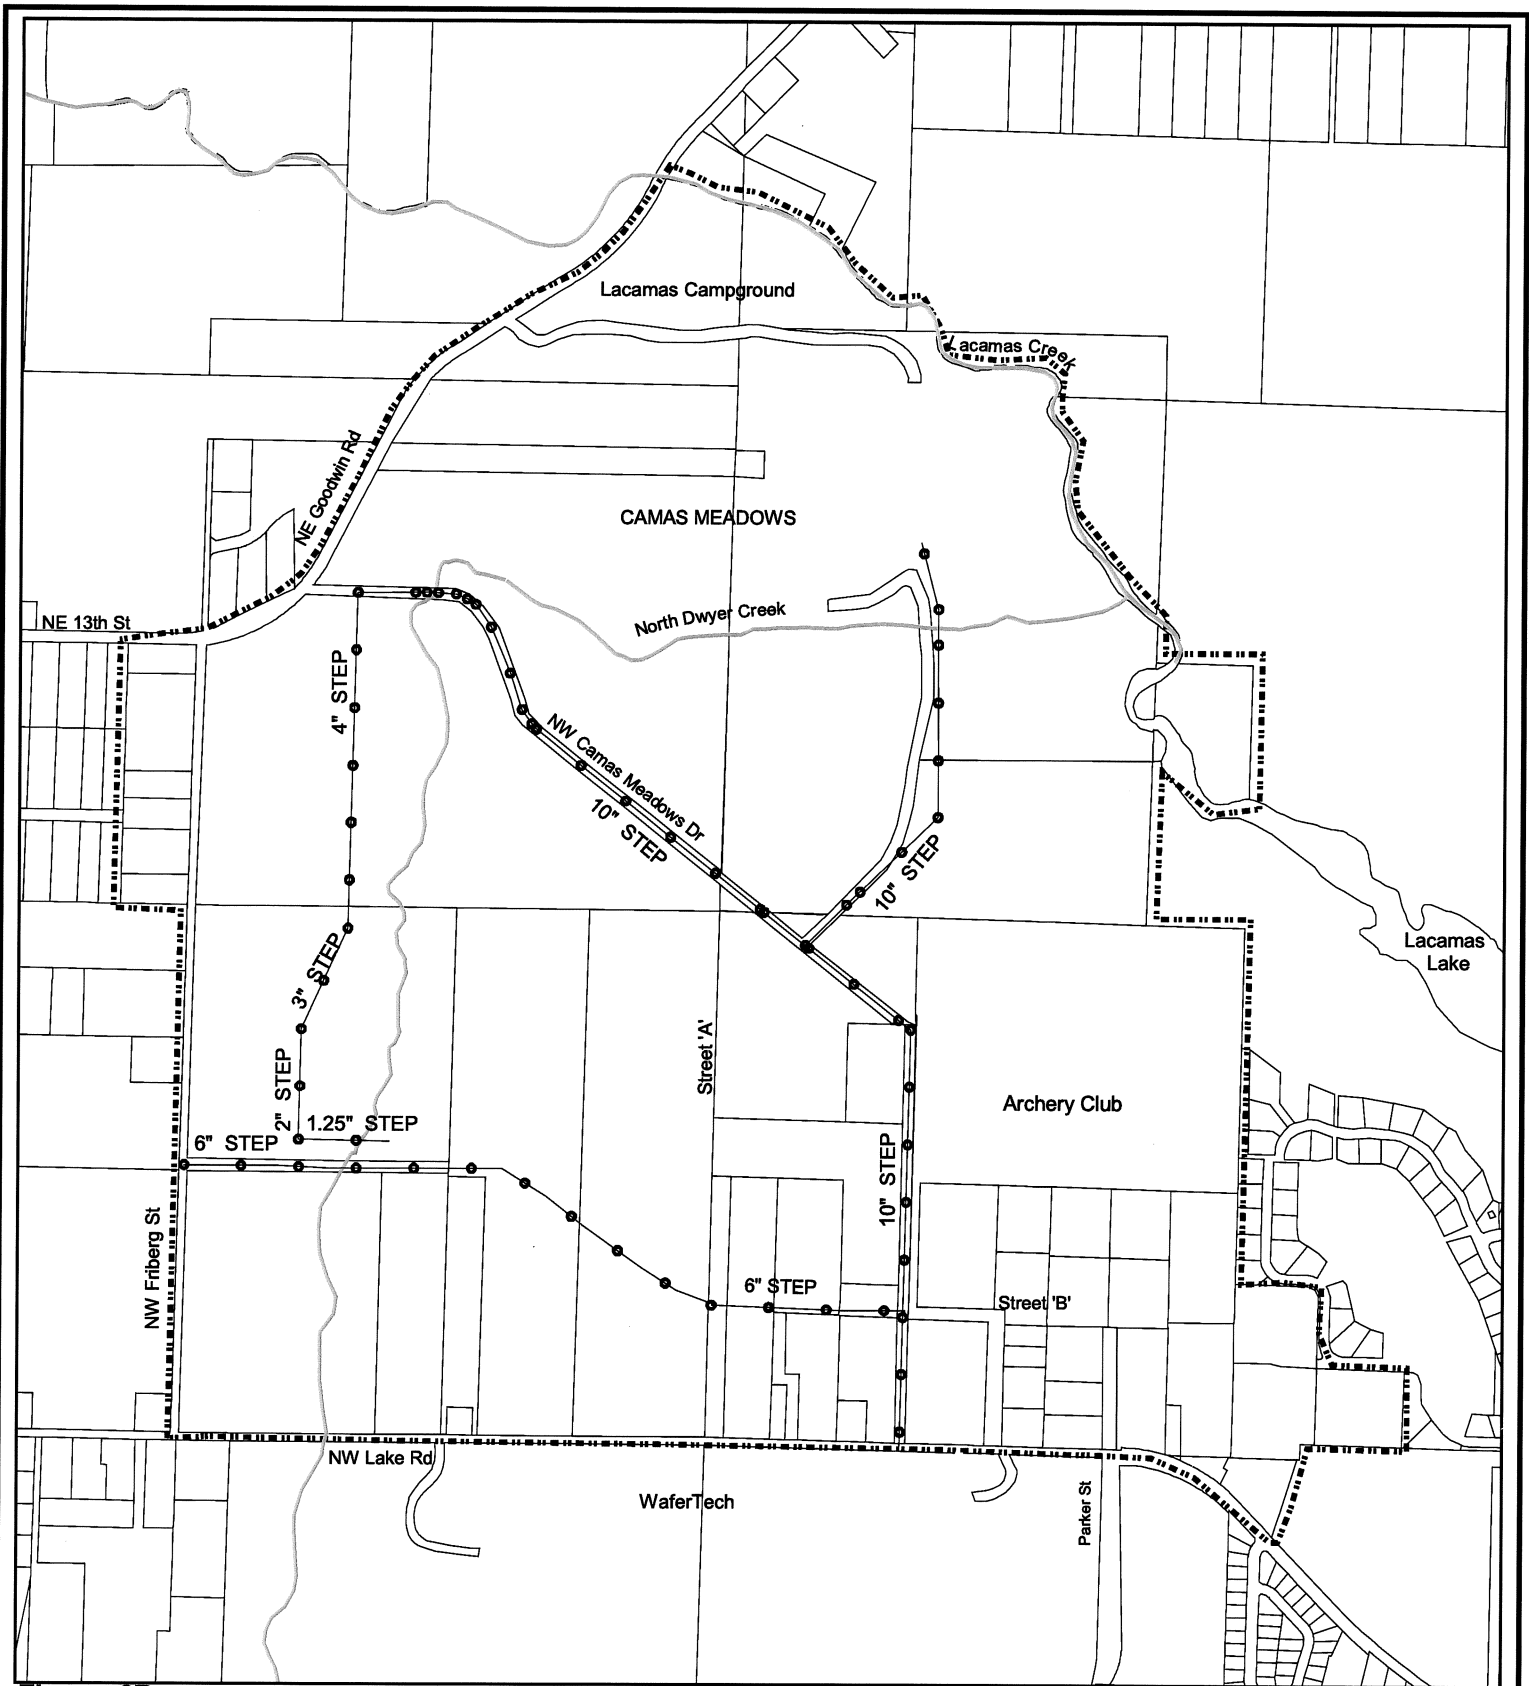 Lacamas Campground
Lacamas Creek
NE Goodwin Rd
CAMAS MEADOWS
North Dwyer Creek
NE 13th St
4" STEP
NW Camas Meadows Dr
10" STEP
10" STEP
Lacamas
Lake
3" STEP
Street 'A'
2" STEP
1.25" STEP
6" STEP
Archery Club
10" STEP
NW Friberg St
6" STEP
Street 'B'
NW Lake Rd
WaferTech
Parker St